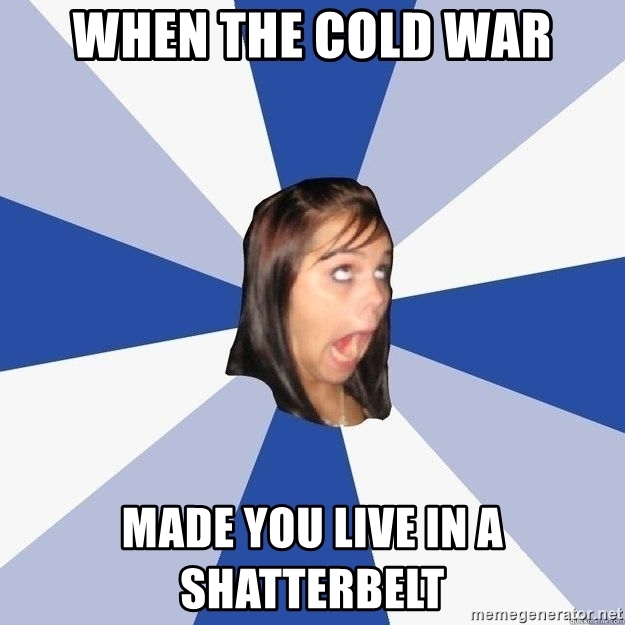 WHEN THE COLD WAR
MADE YOU LIVE IN A
SHATTERBELT
memegenerator.net